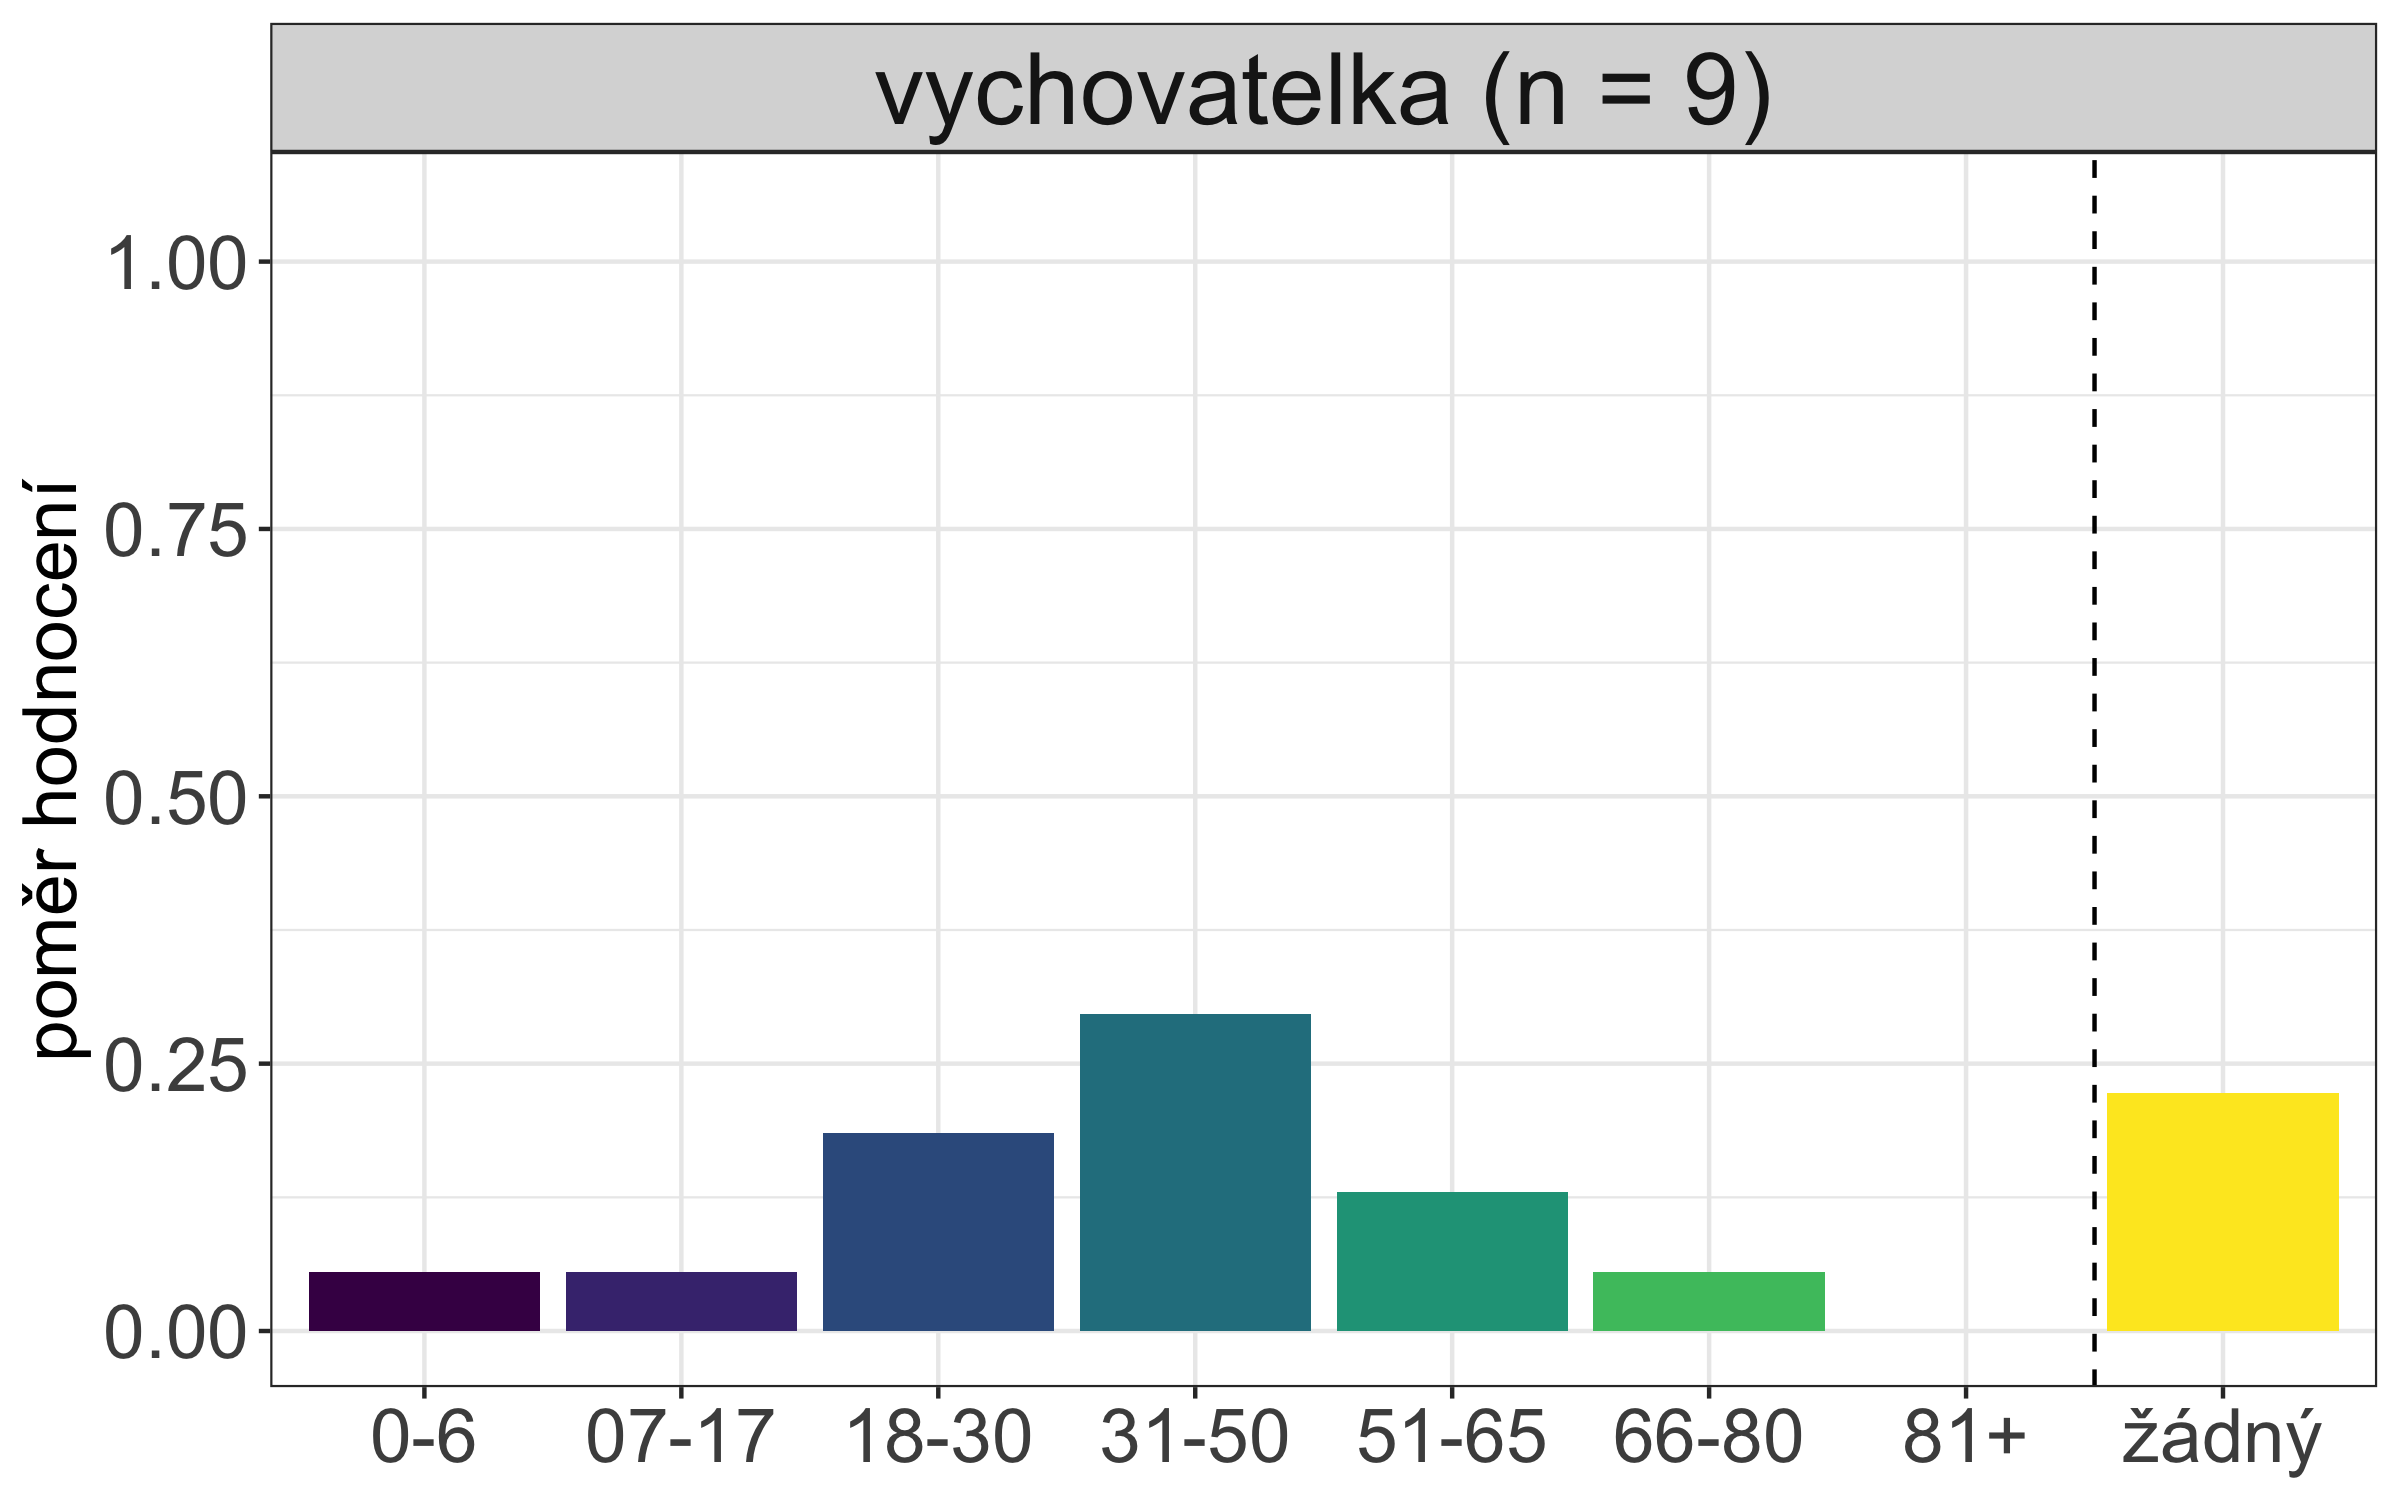 vychovatelka (n = 9)
poměr hodnocení
1.00
0.75
0.50
0.25
0.00
0-6 07-17 18-30 31-50 51-65 66-80 81+ žádný